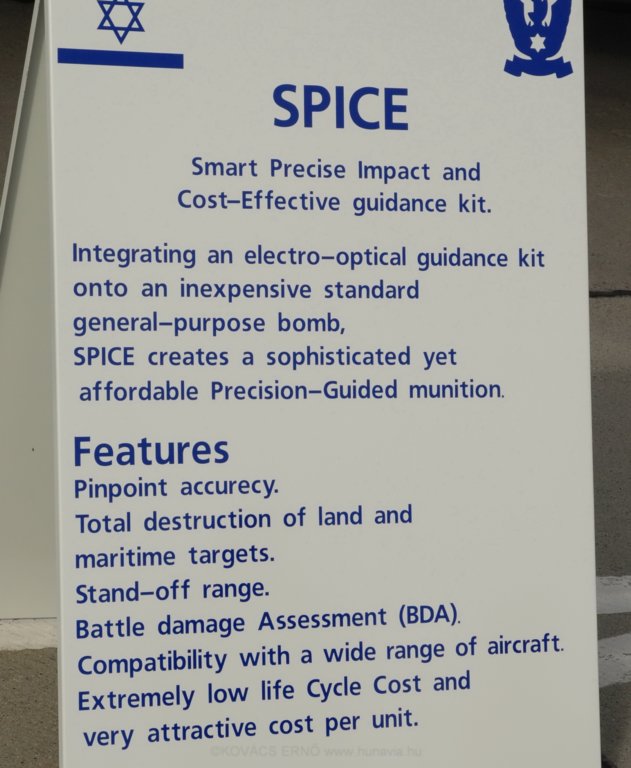 SPICE
Smart Precise Impact and
Cost–Effective guidance kit.
Integrating an electro–optical guidance kit
onto an inexpensive standard
general–purpose bomb,
SPICE creates a sophisticated yet
affordable Precision–Guided munition.
Features
Pinpoint accurecy.
Total destruction of land and
maritime targets.
Stand–off range.
Battle damage Assessment (BDA).
Compatibility with a wide range of aircraft.
Extremely low life Cycle Cost and
very attractive cost per unit.
©KOVÁCS ERNŐ www.hunavia.hu